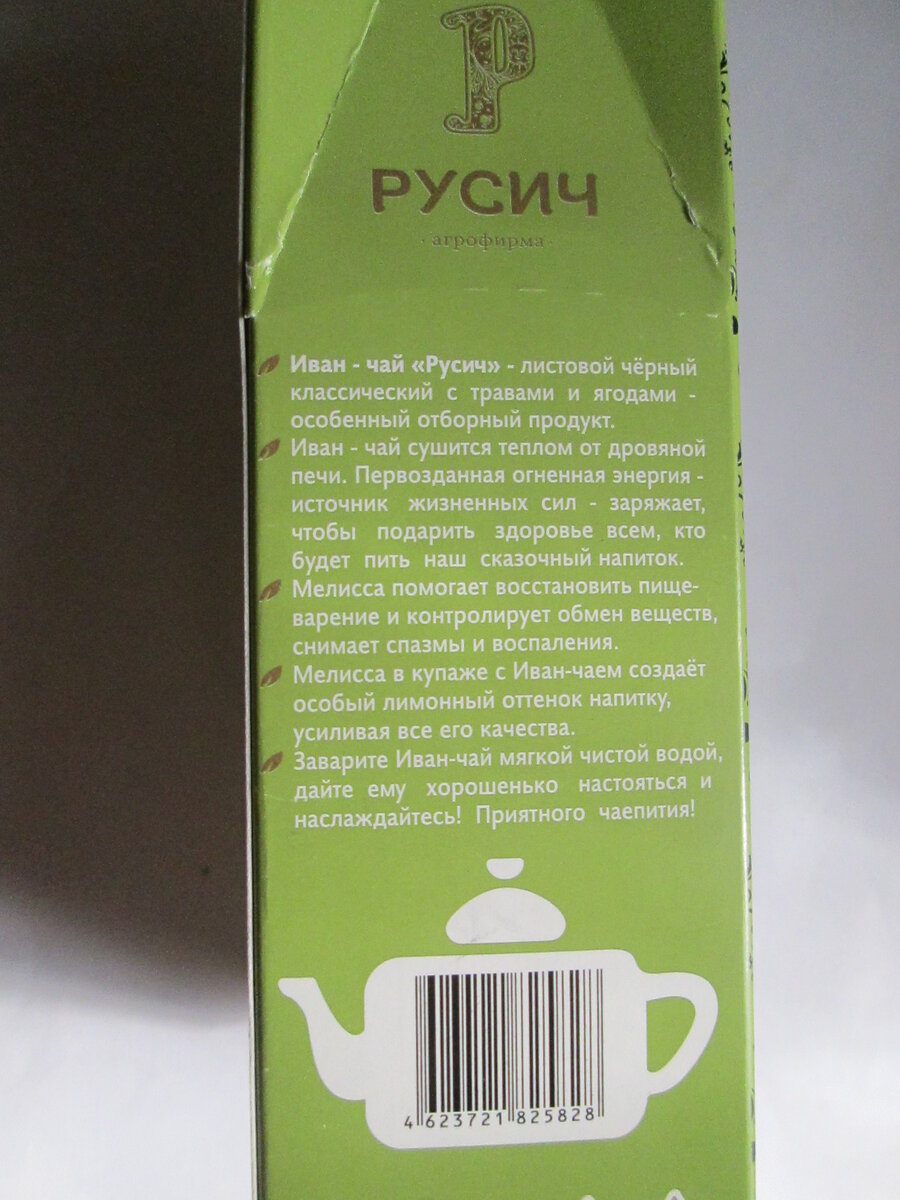 Р
РУСИЧ
· агрофирма ·
Иван - чай «Русич» - листовой чёрный
классический с травами и ягодами -
особенный отборный продукт.
Иван - чай сушится теплом от дровяной
печи. Первозданная огненная энергия -
источник жизненных сил - заряжает,
чтобы подарить здоровье всем, кто
будет пить наш сказочный напиток.
Мелисса помогает восстановить пище-
варение и контролирует обмен веществ,
снимает спазмы и воспаления.
Мелисса в купаже с Иван-чаем создаёт
особый лимонный оттенок напитку,
усиливая все его качества.
Заварите Иван-чай мягкой чистой водой,
дайте ему хорошенько настояться и
наслаждайтесь! Приятного чаепития!
4 623721 825828